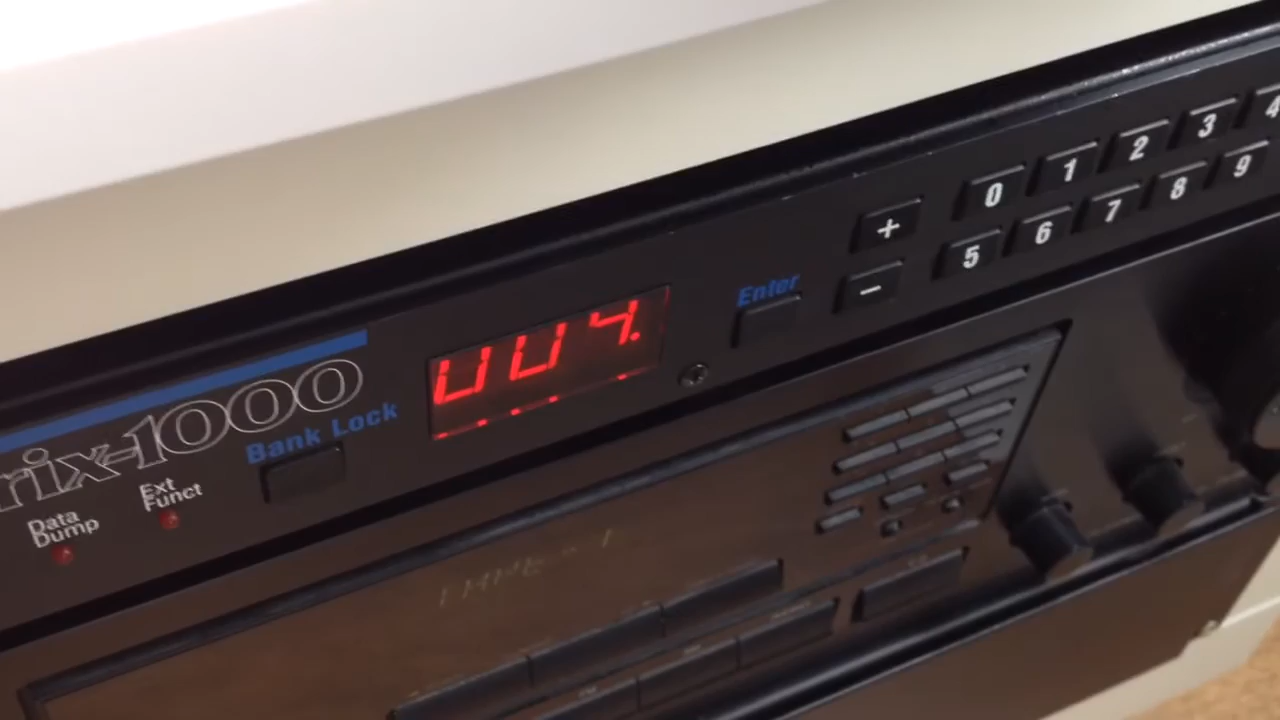 rix-1000
Bank Lock
Data Dump
Ext Funct
UU4.
Enter
+ 0 1 2 3 4
- 5 6 7 8 9